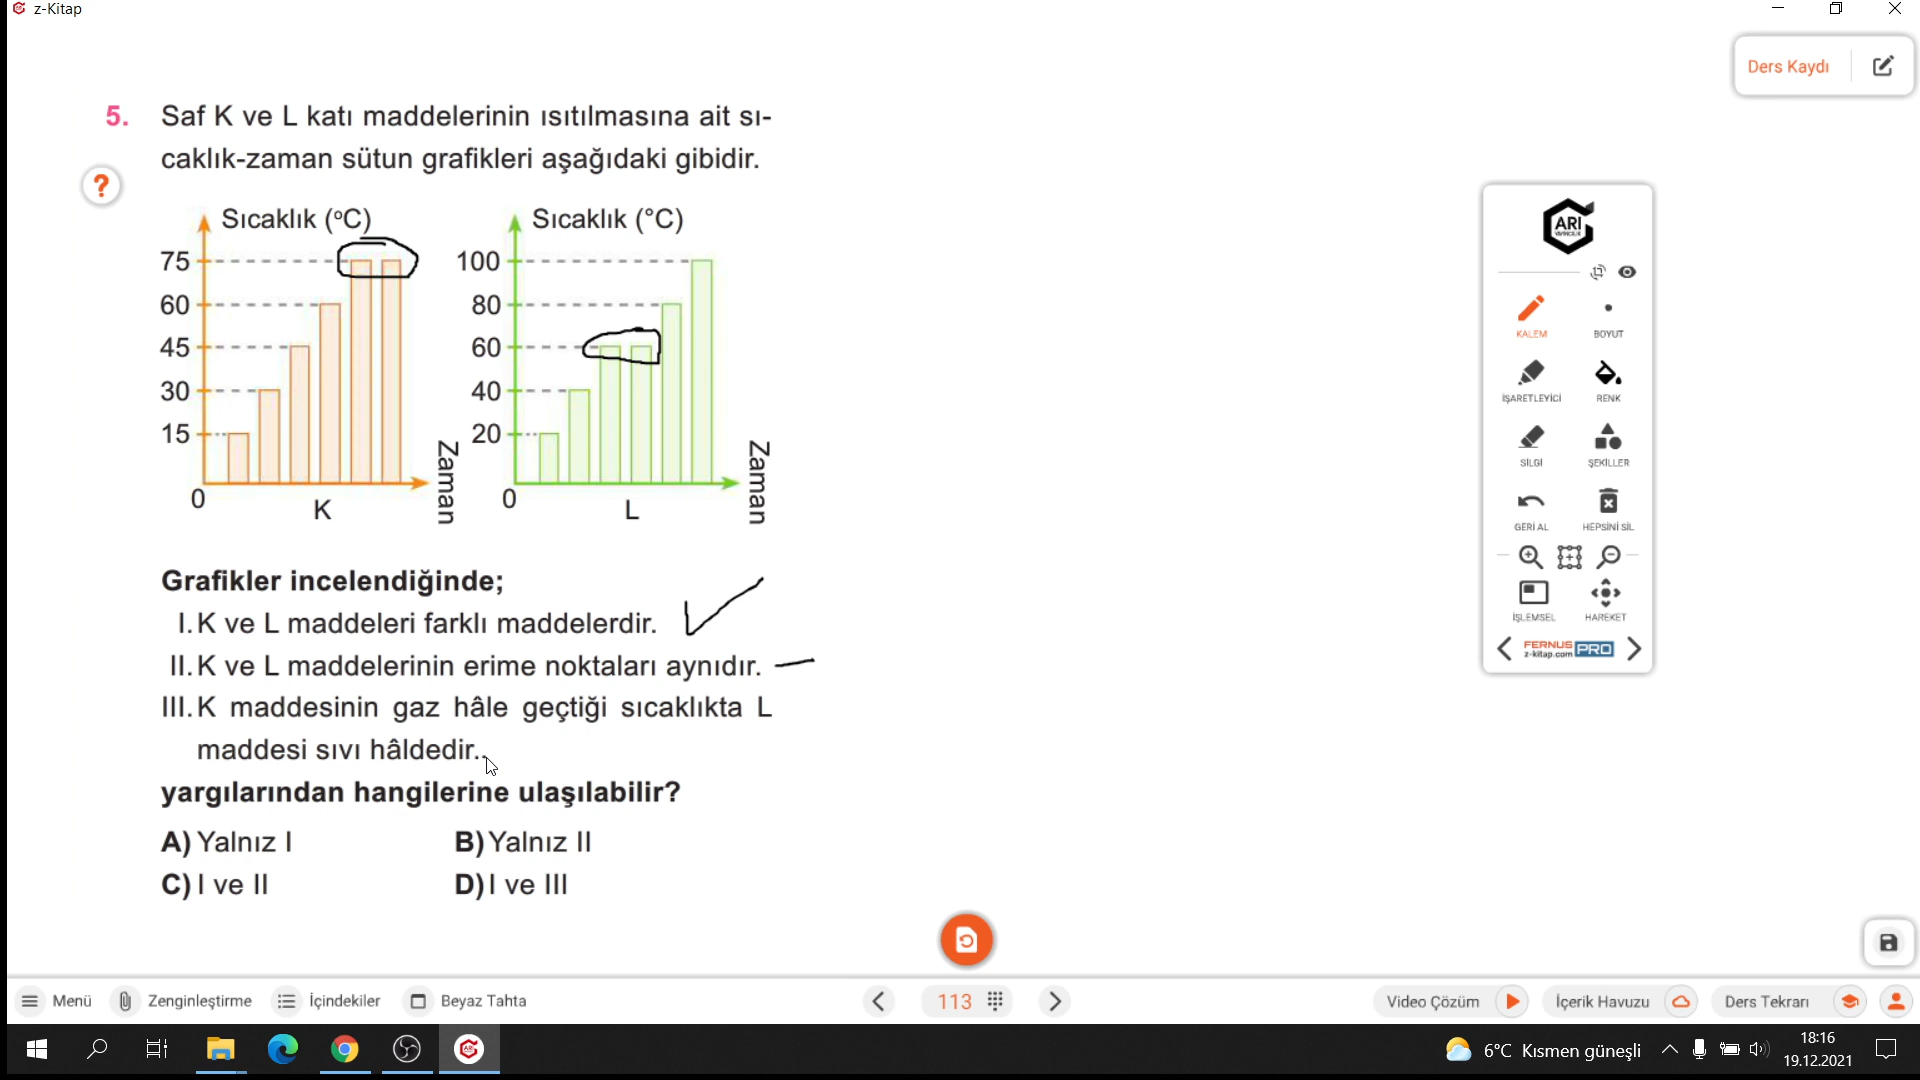 z-Kitap
Ders Kaydı
5. Saf K ve L katı maddelerinin ısıtılmasına ait sı-
caklık-zaman sütun grafikleri aşağıdaki gibidir.
?
Sıcaklık (°C)
75
60
45
30
15
0
K
Zaman
Sıcaklık (°C)
100
80
60
40
20
0
L
Zaman
Grafikler incelendiğinde;
I. K ve L maddeleri farklı maddelerdir.
II. K ve L maddelerinin erime noktaları aynıdır.
III. K maddesinin gaz hâle geçtiği sıcaklıkta L
maddesi sıvı hâldedir..
yargılarından hangilerine ulaşılabilir?
A) Yalnız I B) Yalnız II
C) I ve II D) I ve III
ARI
YAYINCILIK
KALEM BOYUT
İŞARETLEYİCİ RENK
SİLGİ ŞEKİLLER
GERİ AL HEPSİNİ SİL
İŞLEMSEL HAREKET
FERNUS
z-kitap.com PRO
Menü Zenginleştirme İçindekiler Beyaz Tahta 113 Video Çözüm İçerik Havuzu Ders Tekrarı
6°C Kısmen güneşli
18:16
19.12.2021